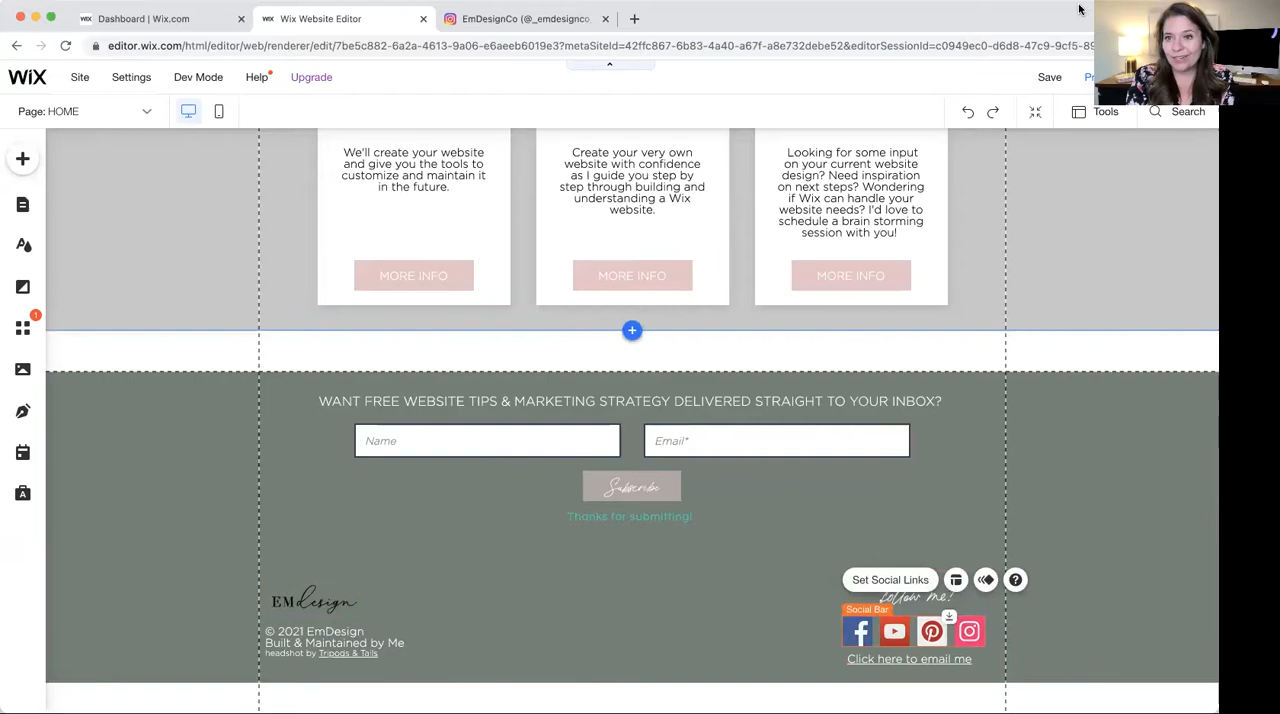 Dashboard | Wix.com
Wix Website Editor
EmDesignCo (@_emdesignco_
editor.wix.com/html/editor/web/renderer/edit/7be5c882-6a2a-4613-9a06-e6aeeb6019e3?metaSiteId=42ffc867-6b83-4a40-a67f-a8e732debe52&editorSessionId=c0949ec0-d6d8-47c9-9cf5-89
WiX
Site
Settings
Dev Mode
Help
Upgrade
Save
Page: HOME
Tools
Search
We'll create your website
and give you the tools to
customize and maintain it
in the future.
MORE INFO
Create your very own
website with confidence
as I guide you step by
step through building and
understanding a Wix
website.
MORE INFO
Looking for some input
on your current website
design? Need inspiration
on next steps? Wondering
if Wix can handle your
website needs? I'd love to
schedule a brain storming
session with you!
MORE INFO
WANT FREE WEBSITE TIPS & MARKETING STRATEGY DELIVERED STRAIGHT TO YOUR INBOX?
Name
Email*
Subscribe
Thanks for submitting!
EMdesign
© 2021 EmDesign
Built & Maintained by Me
headshot by Tripods & Tails
Set Social Links
follow me!
Social Bar
Click here to email me
1